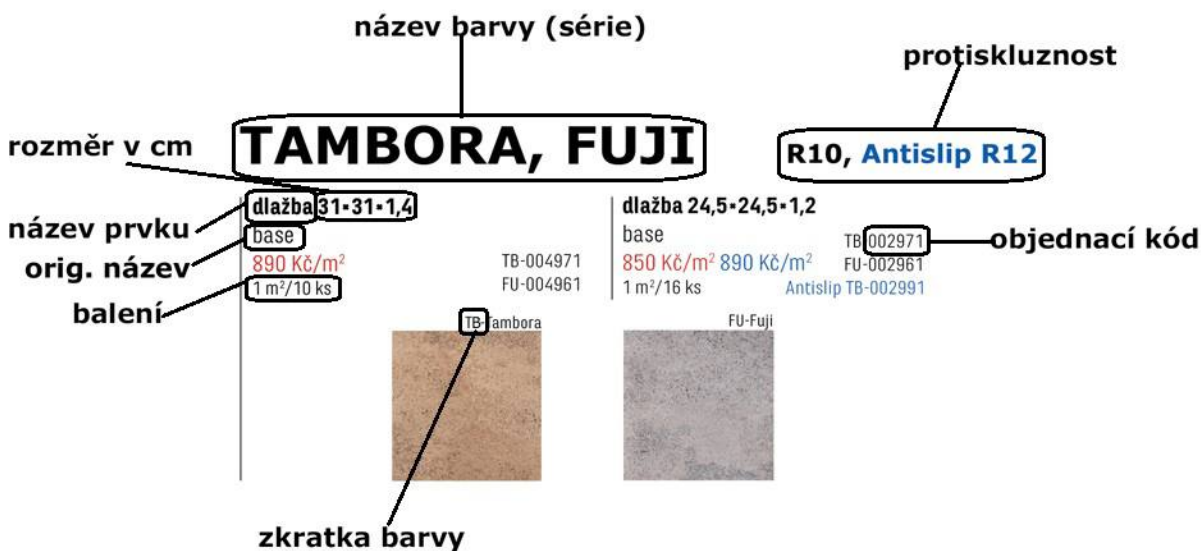 název barvy (série)
protiskluznost
TAMBORA, FUJI
R10, Antislip R12
rozměr v cm
název prvku
orig. název
balení
dlažba 31▪31▪1,4
base
890 Kč/m²
1 m²/10 ks
TB-004971
FU-004961
dlažba 24,5▪24,5▪1,2
base
850 Kč/m² 890 Kč/m²
1 m²/16 ks
TB-002971
FU-002961
Antislip TB-002991
objednací kód
TB-Tambora
FU-Fuji
zkratka barvy